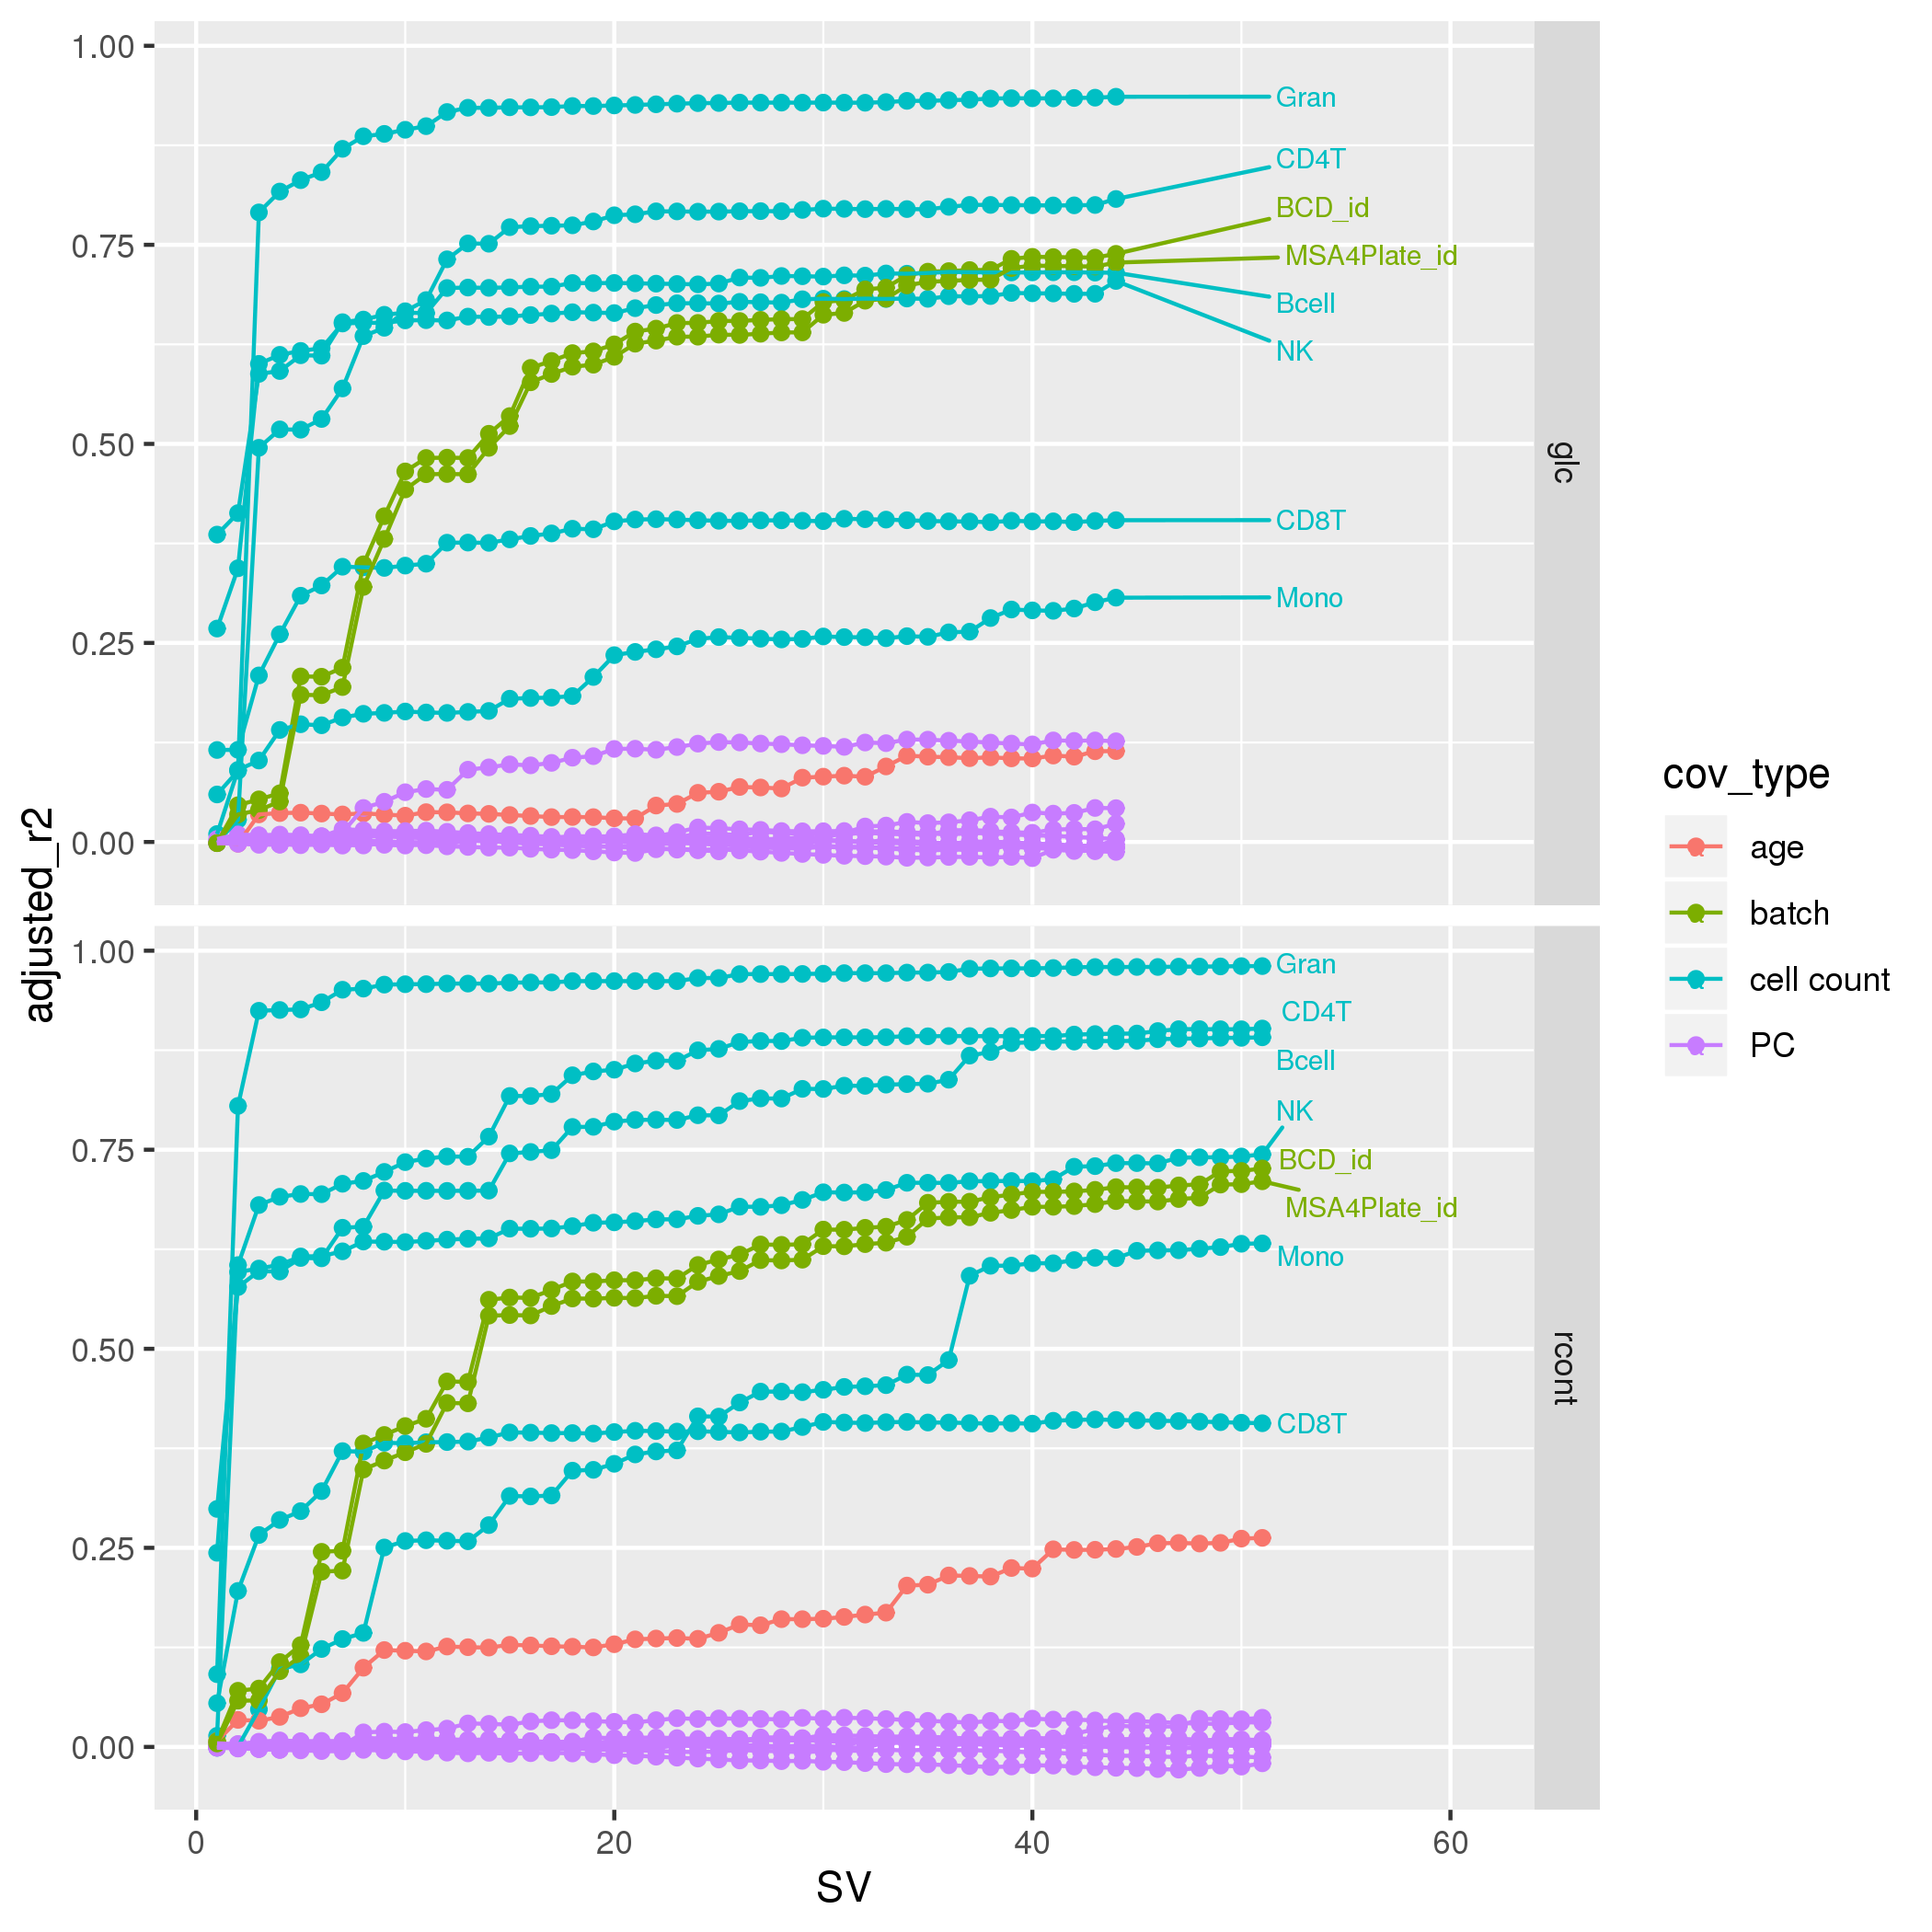 1.00
0.75
0.50
0.25
0.00
Gran
CD4T
BCD_id
MSA4Plate_id
Bcell
NK
CD8T
Mono
glc
1.00
0.75
0.50
0.25
0.00
Gran
CD4T
Bcell
NK
BCD_id
MSA4Plate_id
Mono
CD8T
rcont
0 20 40 60
SV
adjusted_r2
cov_type
age
batch
cell count
PC